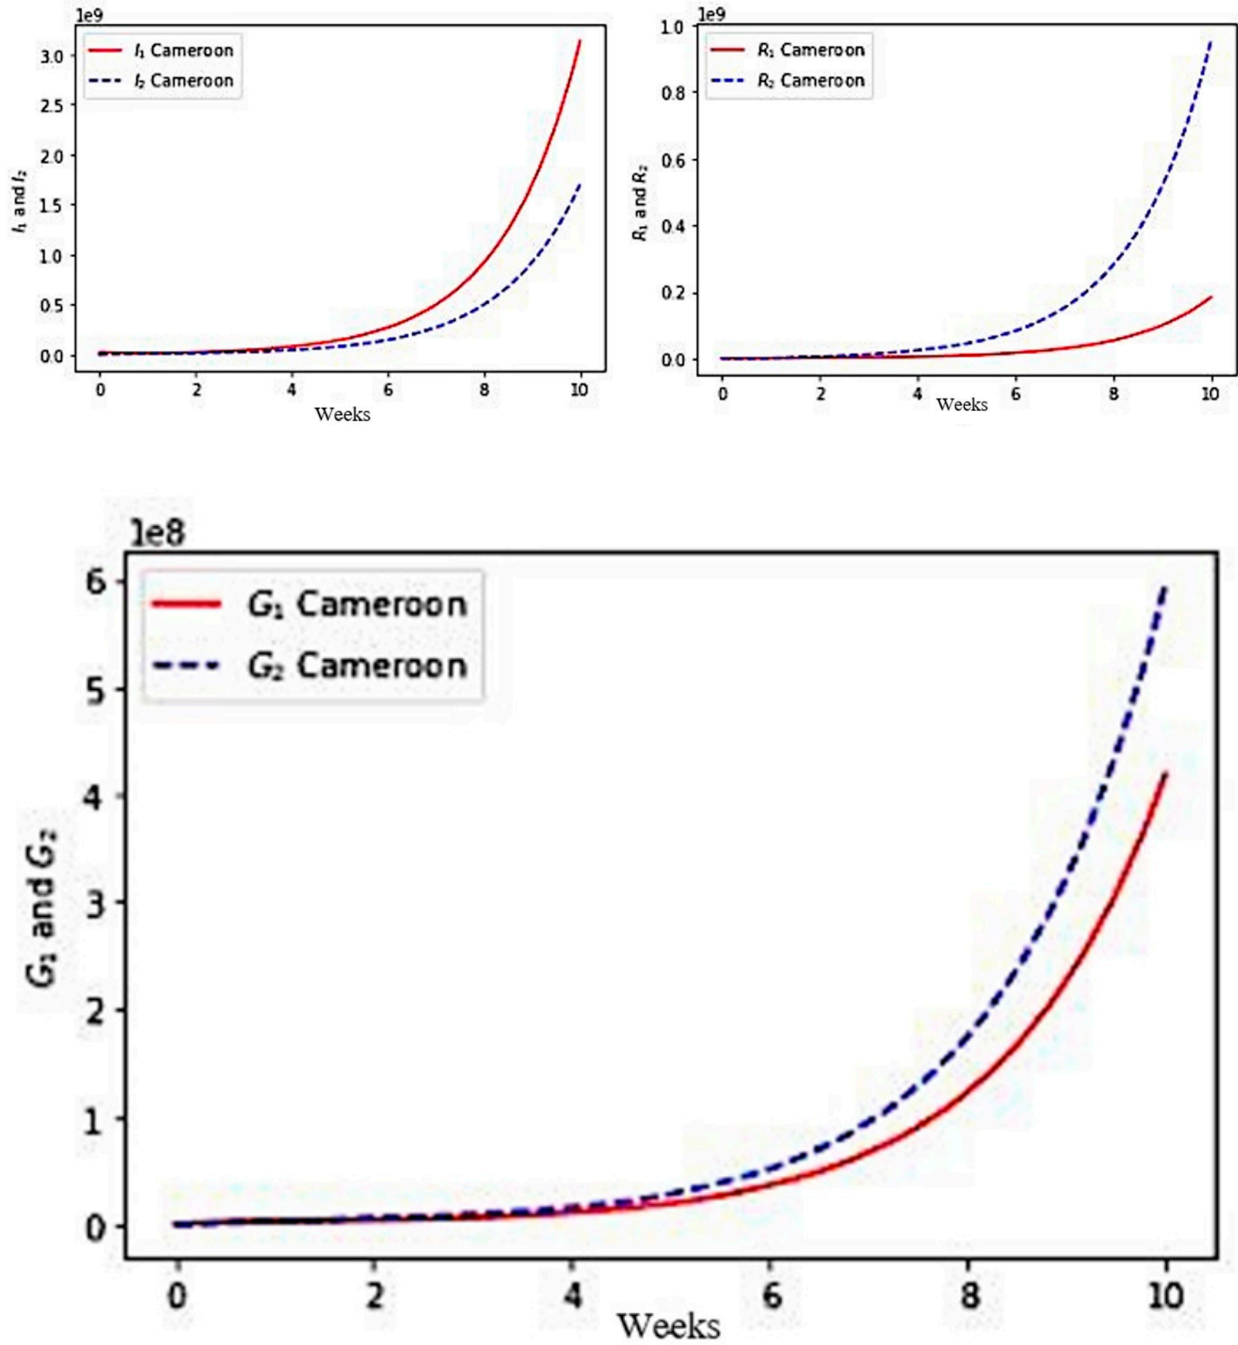 1e9
I₁ Cameroon
I₂ Cameroon
I₁ and I₂
3.0
2.5
2.0
1.5
1.0
0.5
0.0
0 2 4 6 8 10
Weeks
1e9
R₁ Cameroon
R₂ Cameroon
R₁ and R₂
1.0
0.8
0.6
0.4
0.2
0.0
0 2 4 6 8 10
Weeks
1e8
G₁ Cameroon
G₂ Cameroon
G₁ and G₂
6
5
4
3
2
1
0
0 2 4 6 8 10
Weeks